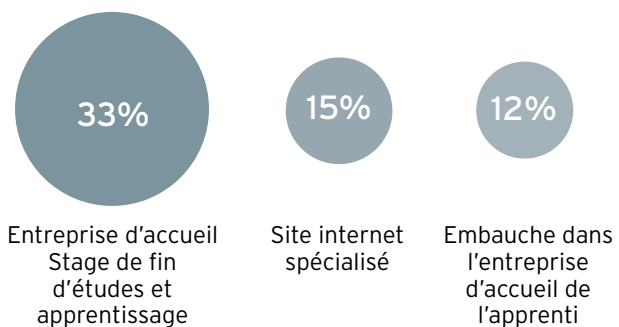 33%
Entreprise d'accueil
Stage de fin
d'études et
apprentissage
15%
Site internet
spécialisé
12%
Embauche dans
l'entreprise
d'accueil de
l'apprenti